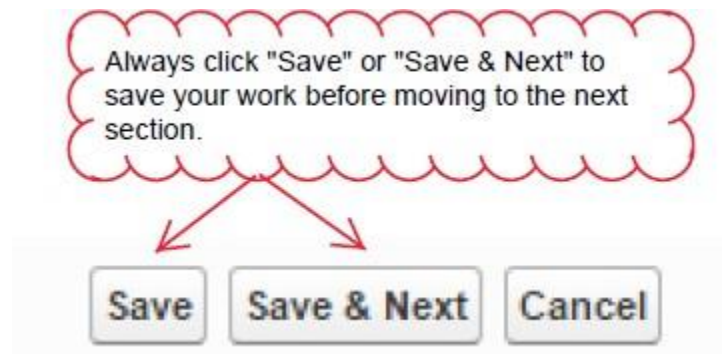 Always click "Save" or "Save & Next" to
save your work before moving to the next
section.
Save Save & Next Cancel